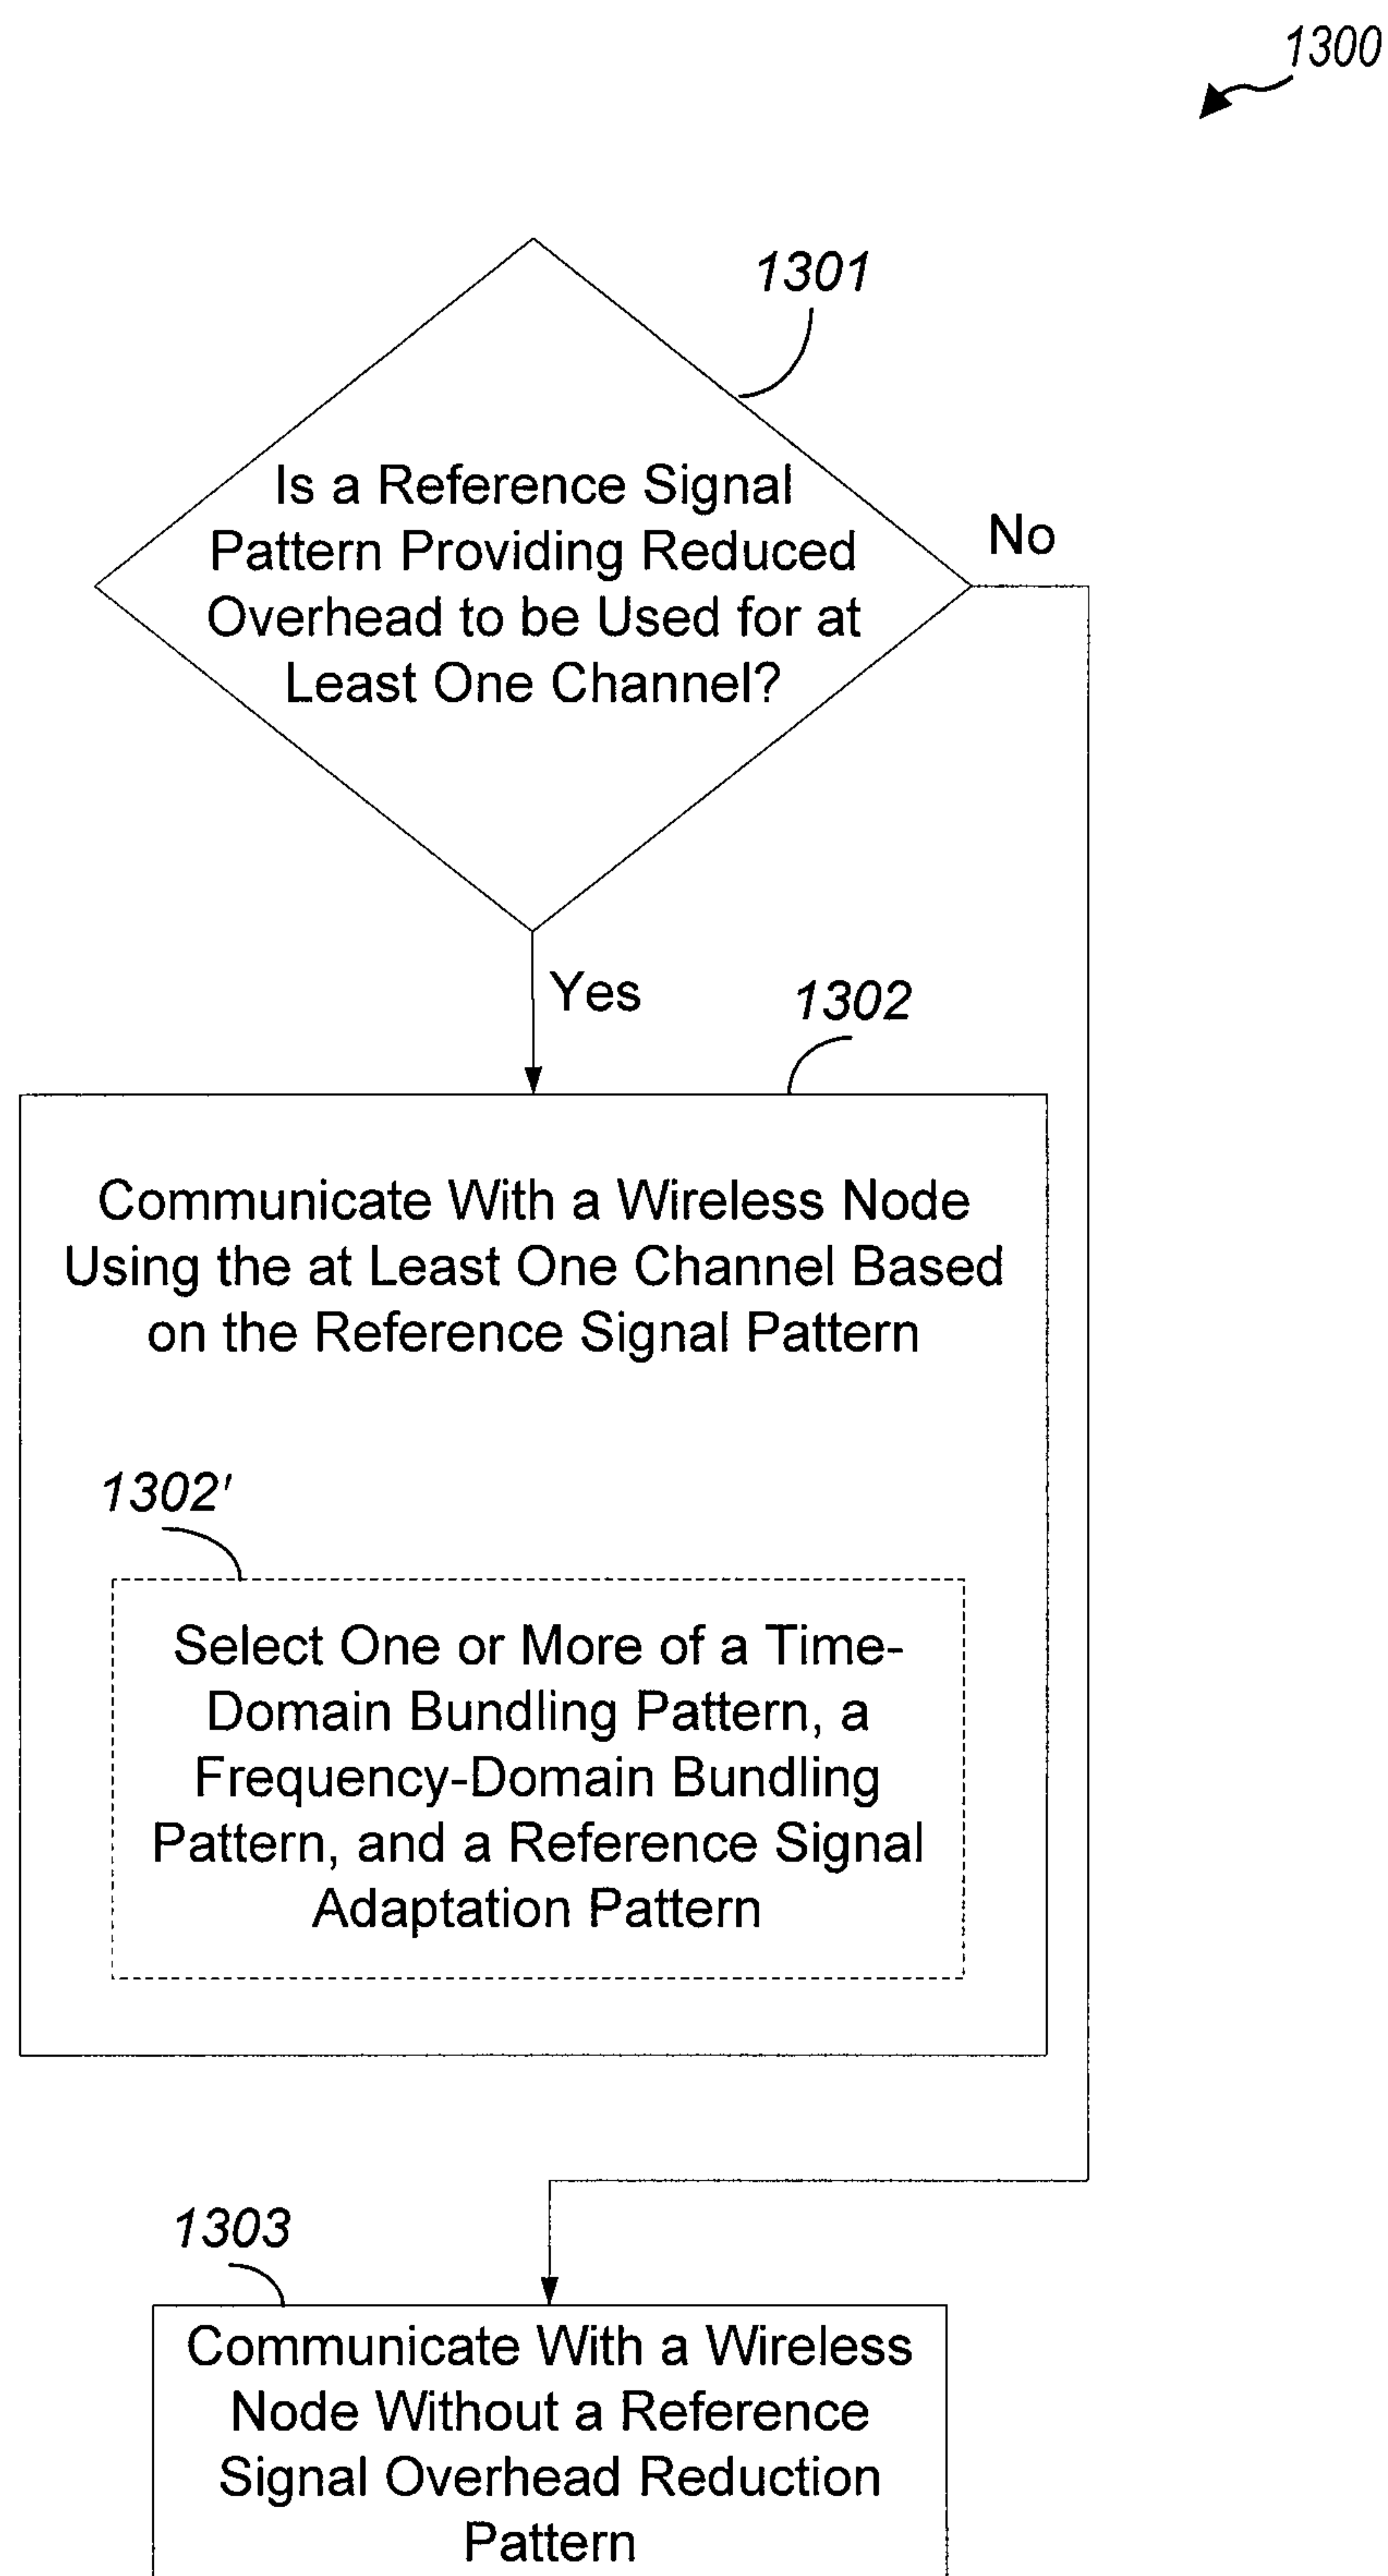 1300
1301
Is a Reference Signal
Pattern Providing Reduced
Overhead to be Used for at
Least One Channel?
No
Yes
1302
Communicate With a Wireless Node
Using the at Least One Channel Based
on the Reference Signal Pattern
1302'
Select One or More of a Time-
Domain Bundling Pattern, a
Frequency-Domain Bundling
Pattern, and a Reference Signal
Adaptation Pattern
1303
Communicate With a Wireless
Node Without a Reference
Signal Overhead Reduction
Pattern